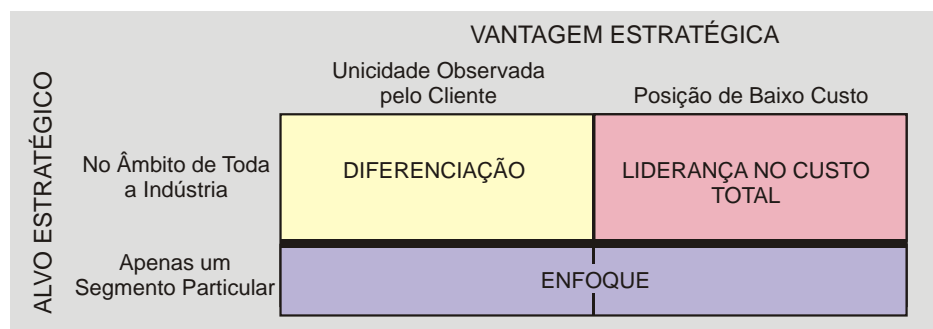 VANTAGEM ESTRATÉGICA
Unicidade Observada
pelo Cliente
Posição de Baixo Custo
ALVO ESTRATÉGICO
No Âmbito de Toda
a Indústria
DIFERENCIAÇÃO
LIDERANÇA NO CUSTO
TOTAL
Apenas um
Segmento Particular
ENFOQUE